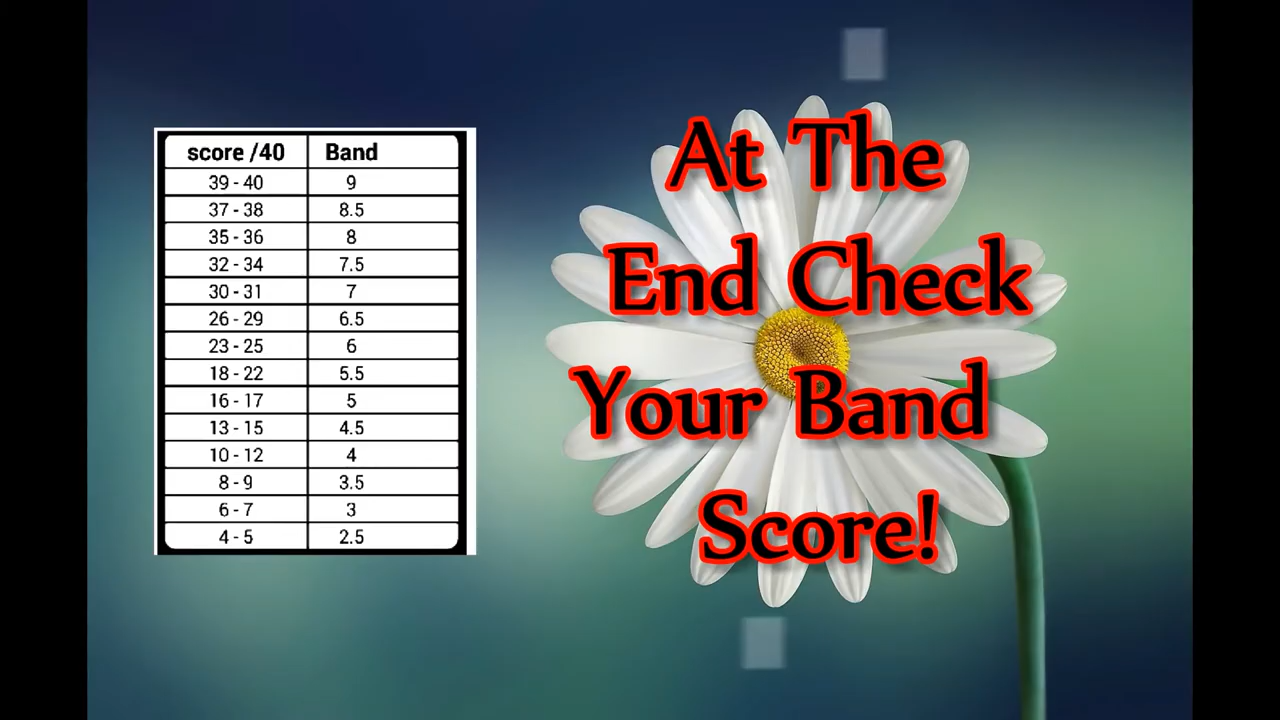 score /40 Band
39 - 40 9
37 - 38 8.5
35 - 36 8
32 - 34 7.5
30 - 31 7
26 - 29 6.5
23 - 25 6
18 - 22 5.5
16 - 17 5
13 - 15 4.5
10 - 12 4
8 - 9 3.5
6 - 7 3
4 - 5 2.5
At The
End Check
Your Band
Score!